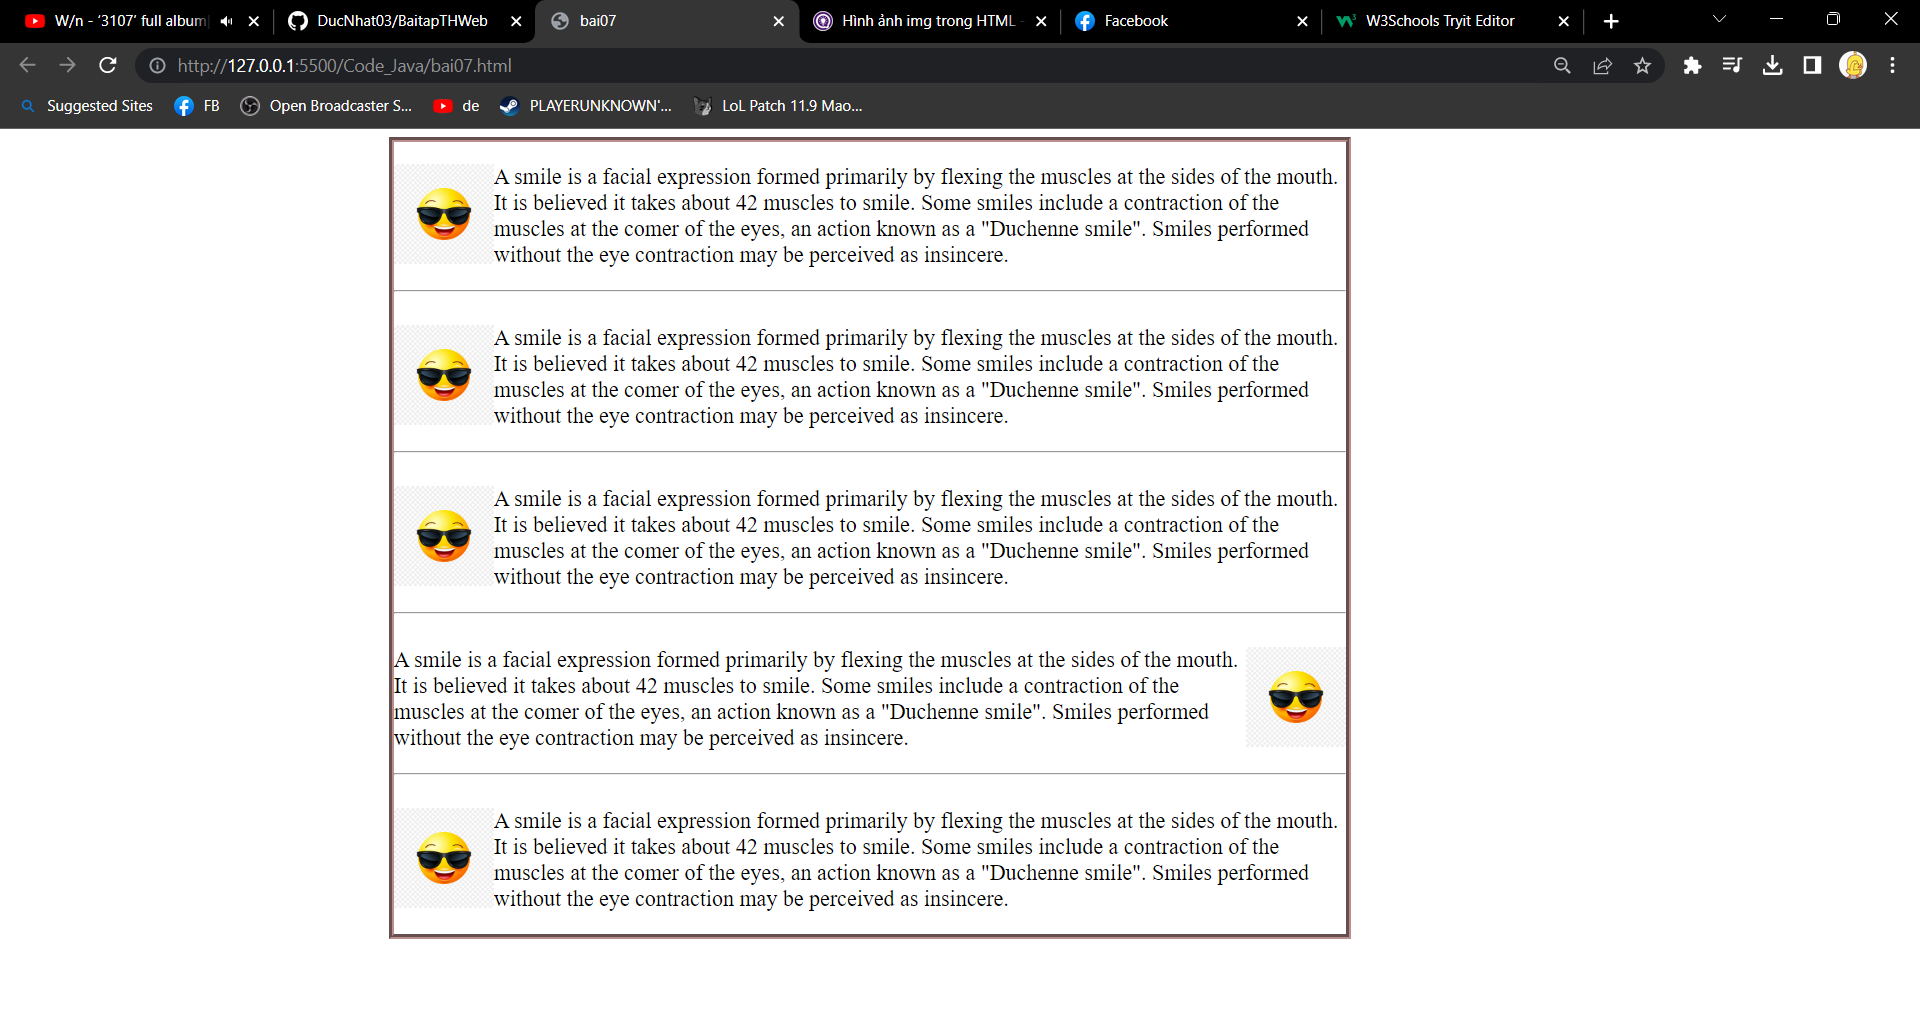 W/n - '3107' full album
DucNhat03/BaitapTHWeb
bai07
Hình ảnh img trong HTML -
Facebook
W3Schools Tryit Editor
http://127.0.0.1:5500/Code_Java/bai07.html
Suggested Sites
FB
Open Broadcaster S...
de
PLAYERUNKNOWN'...
LoL Patch 11.9 Mao...
A smile is a facial expression formed primarily by flexing the muscles at the sides of the mouth.
It is believed it takes about 42 muscles to smile. Some smiles include a contraction of the
muscles at the comer of the eyes, an action known as a "Duchenne smile". Smiles performed
without the eye contraction may be perceived as insincere.
A smile is a facial expression formed primarily by flexing the muscles at the sides of the mouth.
It is believed it takes about 42 muscles to smile. Some smiles include a contraction of the
muscles at the comer of the eyes, an action known as a "Duchenne smile". Smiles performed
without the eye contraction may be perceived as insincere.
A smile is a facial expression formed primarily by flexing the muscles at the sides of the mouth.
It is believed it takes about 42 muscles to smile. Some smiles include a contraction of the
muscles at the comer of the eyes, an action known as a "Duchenne smile". Smiles performed
without the eye contraction may be perceived as insincere.
A smile is a facial expression formed primarily by flexing the muscles at the sides of the mouth.
It is believed it takes about 42 muscles to smile. Some smiles include a contraction of the
muscles at the comer of the eyes, an action known as a "Duchenne smile". Smiles performed
without the eye contraction may be perceived as insincere.
A smile is a facial expression formed primarily by flexing the muscles at the sides of the mouth.
It is believed it takes about 42 muscles to smile. Some smiles include a contraction of the
muscles at the comer of the eyes, an action known as a "Duchenne smile". Smiles performed
without the eye contraction may be perceived as insincere.